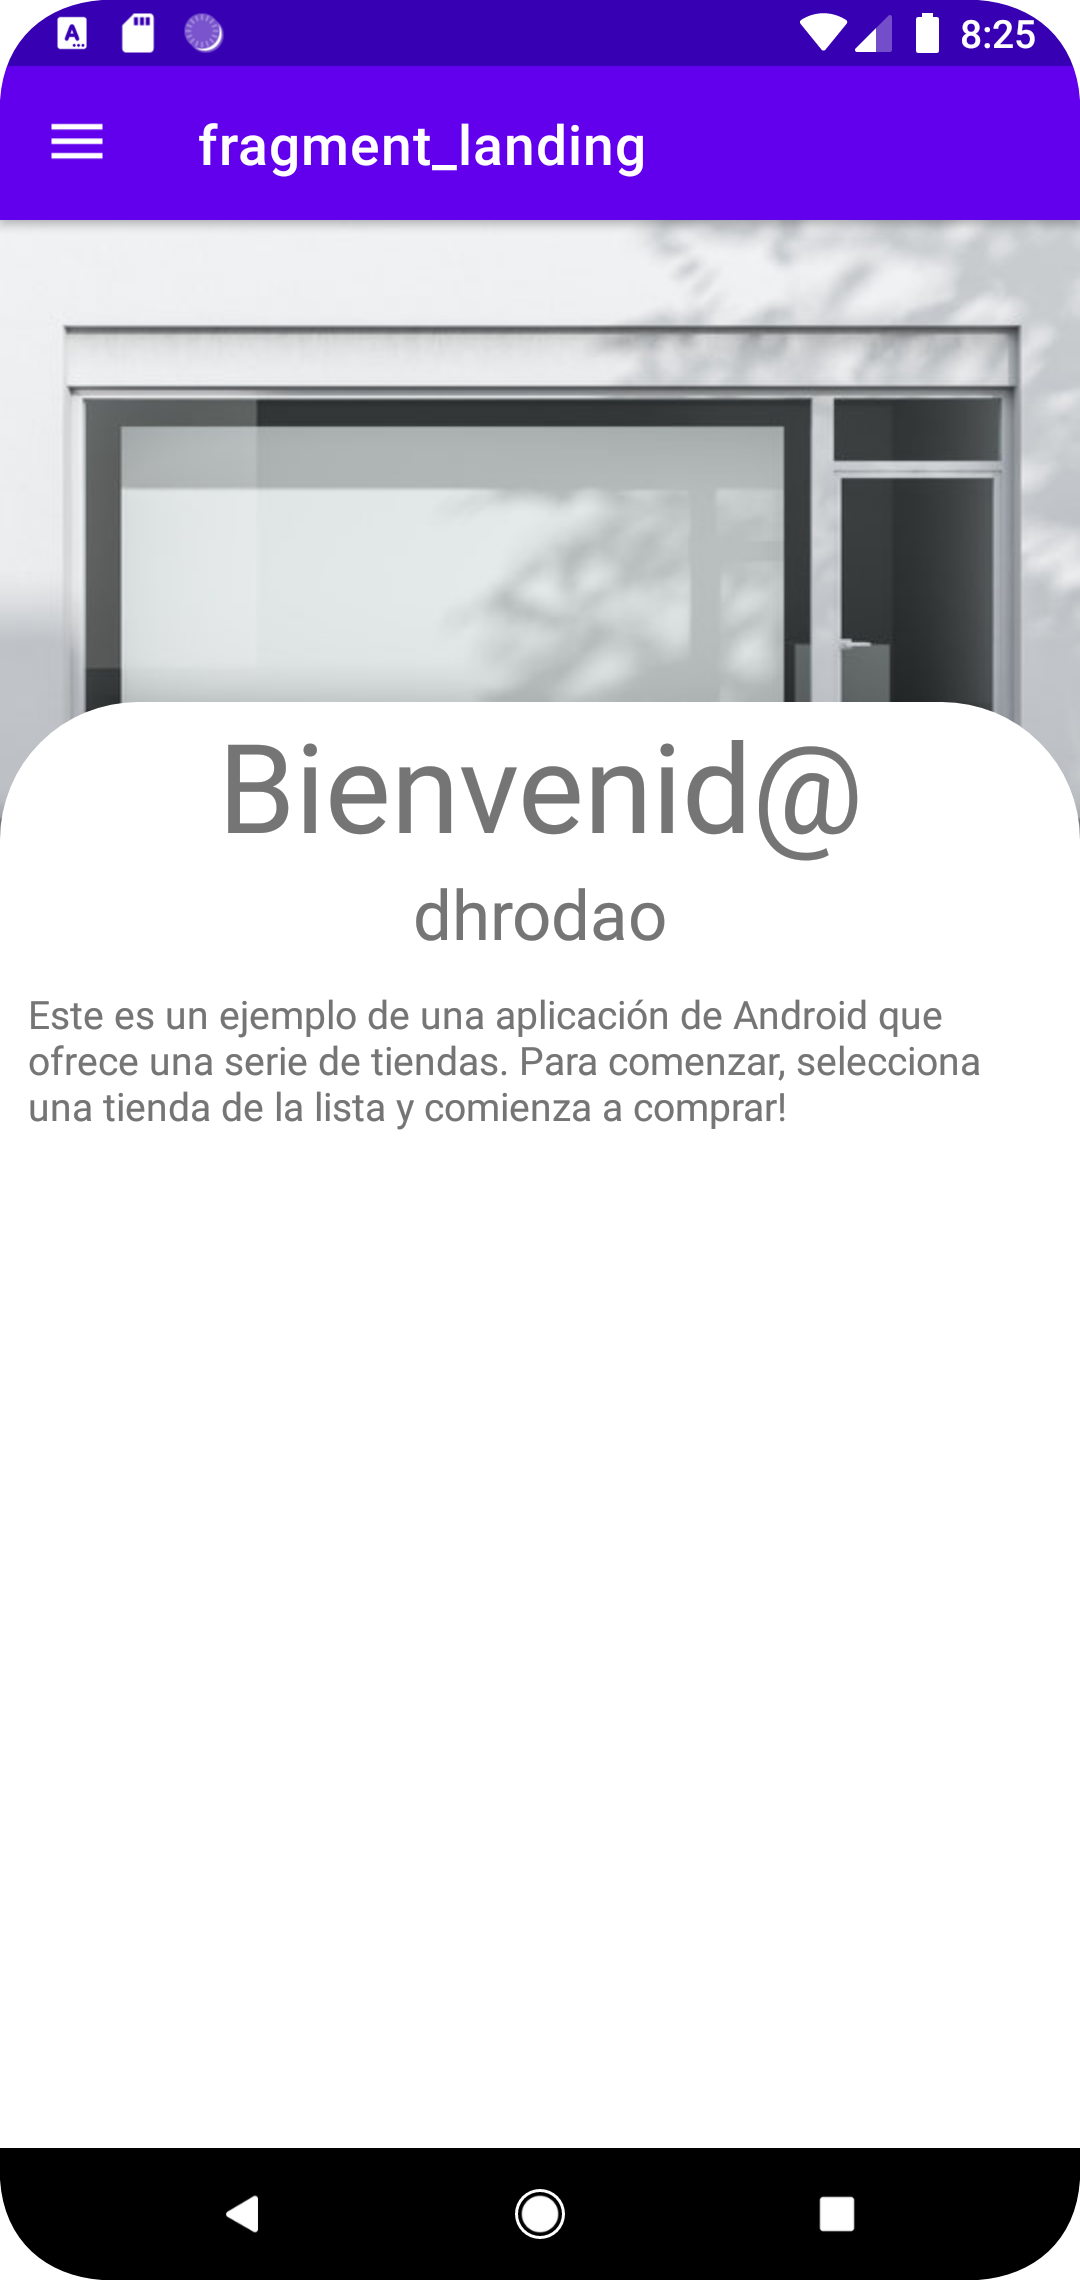 8:25
fragment_landing
Bienvenid@
dhrodao
Este es un ejemplo de una aplicación de Android que
ofrece una serie de tiendas. Para comenzar, selecciona
una tienda de la lista y comienza a comprar!